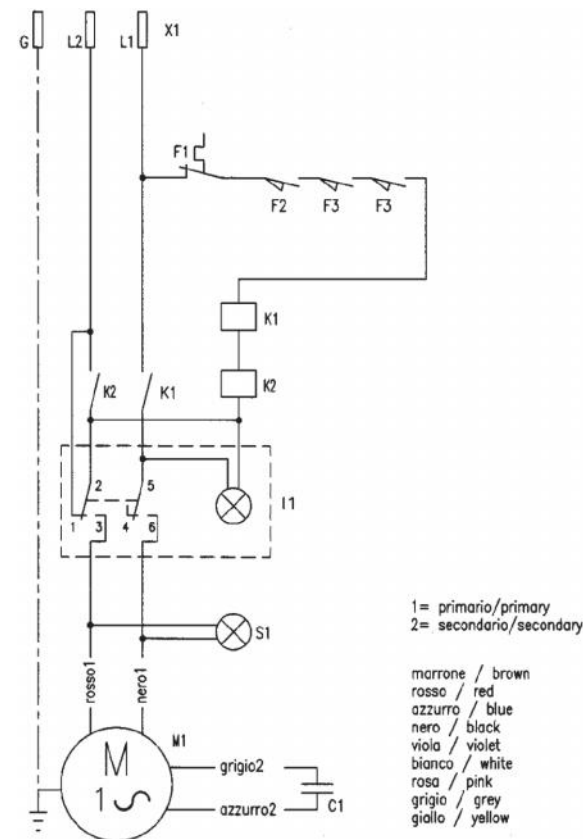 G
L2
L1
X1
F1
F2
F3
F3
K1
K2
K2
K1
2
5
1
3
4
6
I1
S1
rosso1
nero1
M1
M
1
grigio2
azzurro2
C1
1= primario/primary
2= secondario/secondary
marrone / brown
rosso / red
azzurro / blue
nero / black
viola / violet
bianco / white
rosa / pink
grigio / grey
giallo / yellow